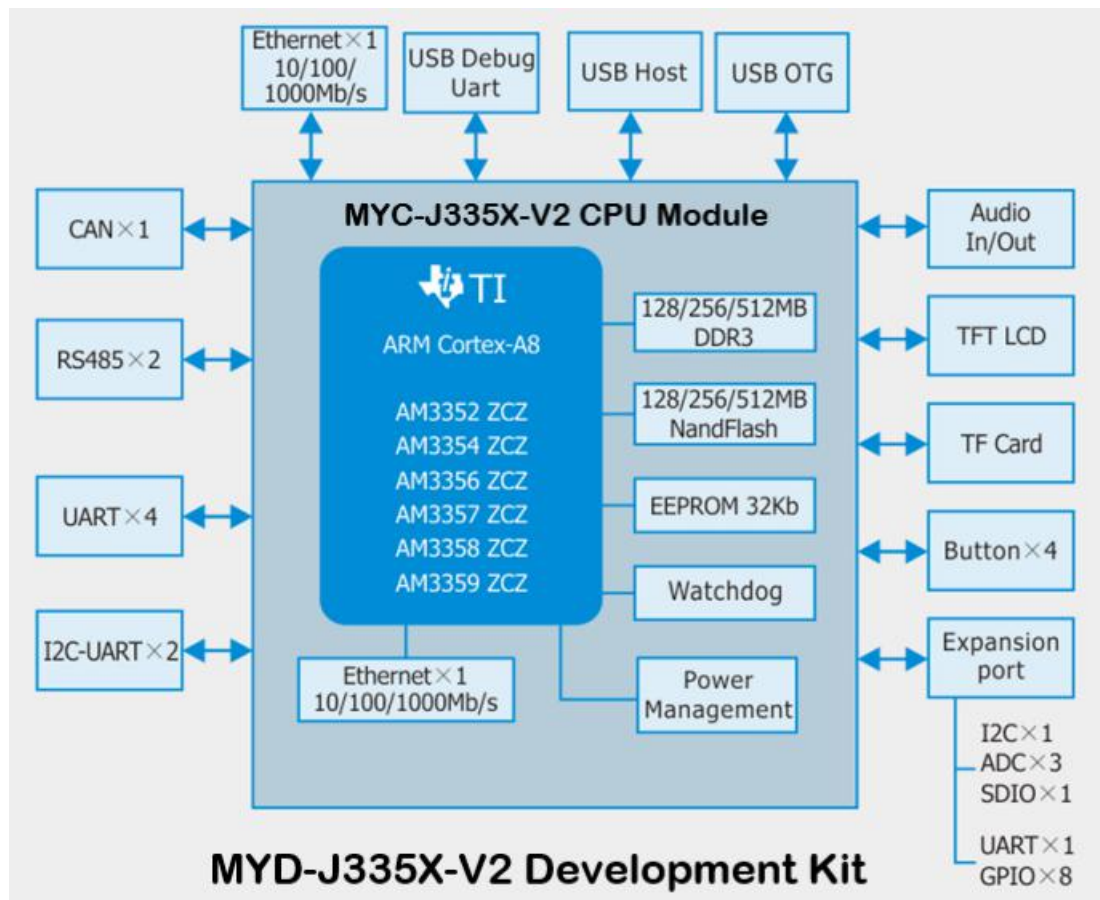 Ethernet×1
10/100/
1000Mb/s
USB Debug
Uart
USB Host
USB OTG
MYC-J335X-V2 CPU Module
CAN×1
RS485×2
UART×4
I2C-UART×2
TI
ARM Cortex-A8
AM3352 ZCZ
AM3354 ZCZ
AM3356 ZCZ
AM3357 ZCZ
AM3358 ZCZ
AM3359 ZCZ
128/256/512MB
DDR3
128/256/512MB
NandFlash
EEPROM 32Kb
Watchdog
Ethernet×1
10/100/1000Mb/s
Power
Management
Audio
In/Out
TFT LCD
TF Card
Button×4
Expansion
port
I2C×1
ADC×3
SDIO×1
UART×1
GPIO×8
MYD-J335X-V2 Development Kit